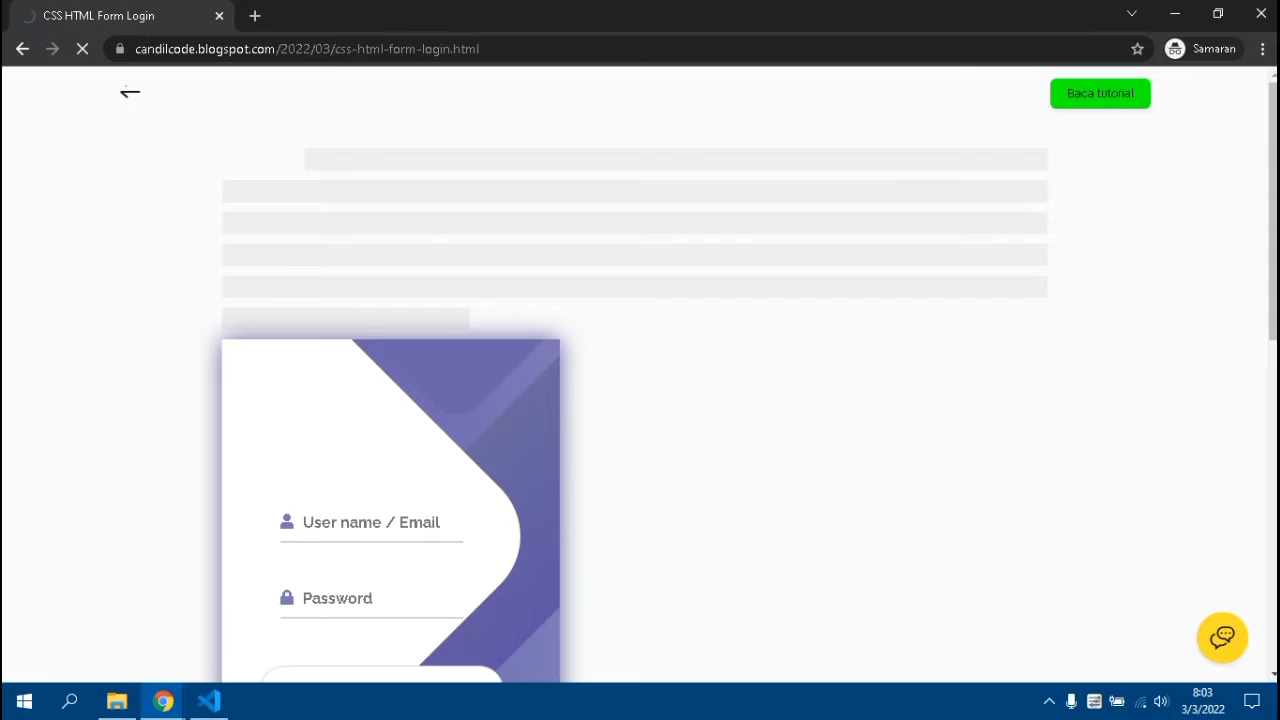 CSS HTML Form Login
candilcode.blogspot.com/2022/03/css-html-form-login.html
Samaran
Baca tutorial
User name / Email
Password
8:03
3/3/2022